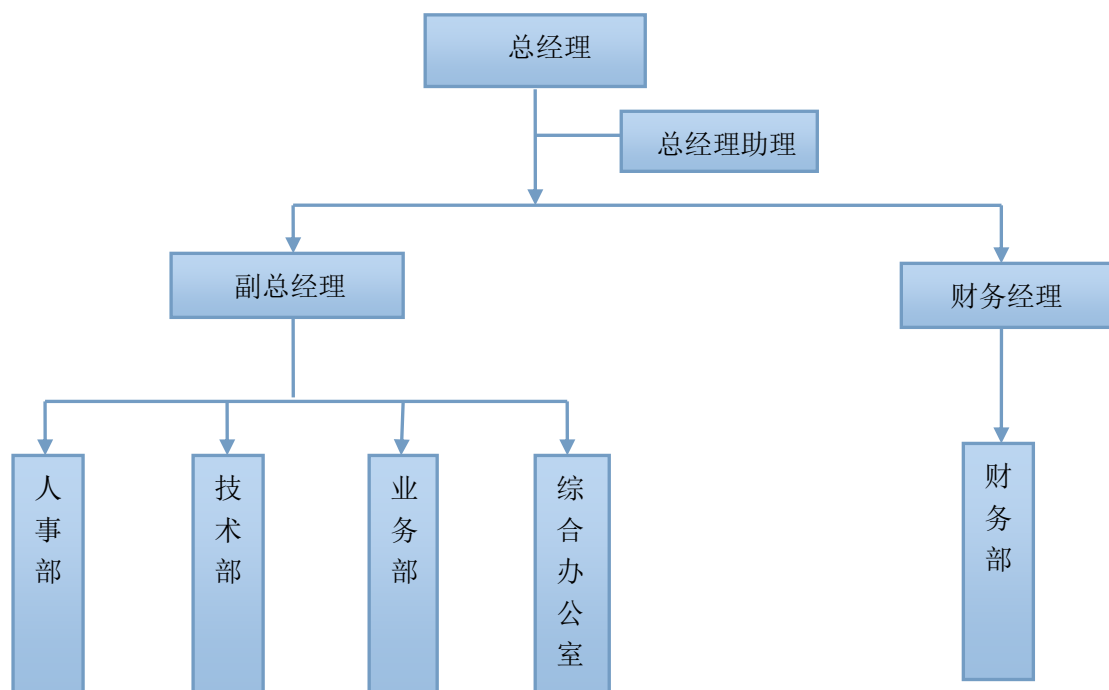 总经理
总经理助理
副总经理
财务经理
人事部
技术部
业务部
综合办公室
财务部